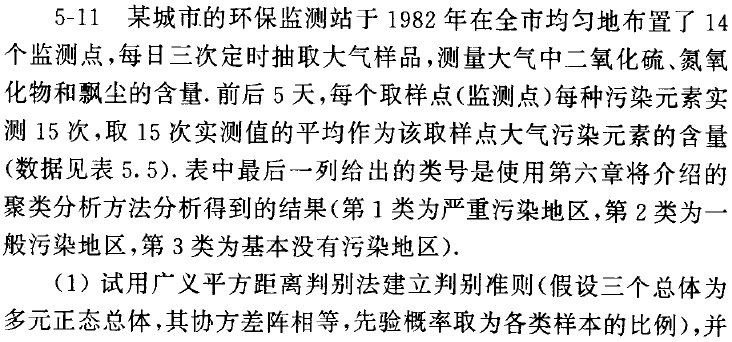 5-11 某城市的环保监测站于 1982 年在全市均匀地布置了 14
个监测点,每日三次定时抽取大气样品,测量大气中二氧化硫、氮氧
化物和飘尘的含量.前后 5 天,每个取样点(监测点)每种污染元素实
测 15 次,取 15 次实测值的平均作为该取样点大气污染元素的含量
(数据见表 5.5).表中最后一列给出的类号是使用第六章将介绍的
聚类分析方法分析得到的结果(第 1 类为严重污染地区,第 2 类为一
般污染地区,第 3 类为基本没有污染地区).
(1) 试用广义平方距离判别法建立判别准则(假设三个总体为
多元正态总体,其协方差阵相等,先验概率取为各类样本的比例),并